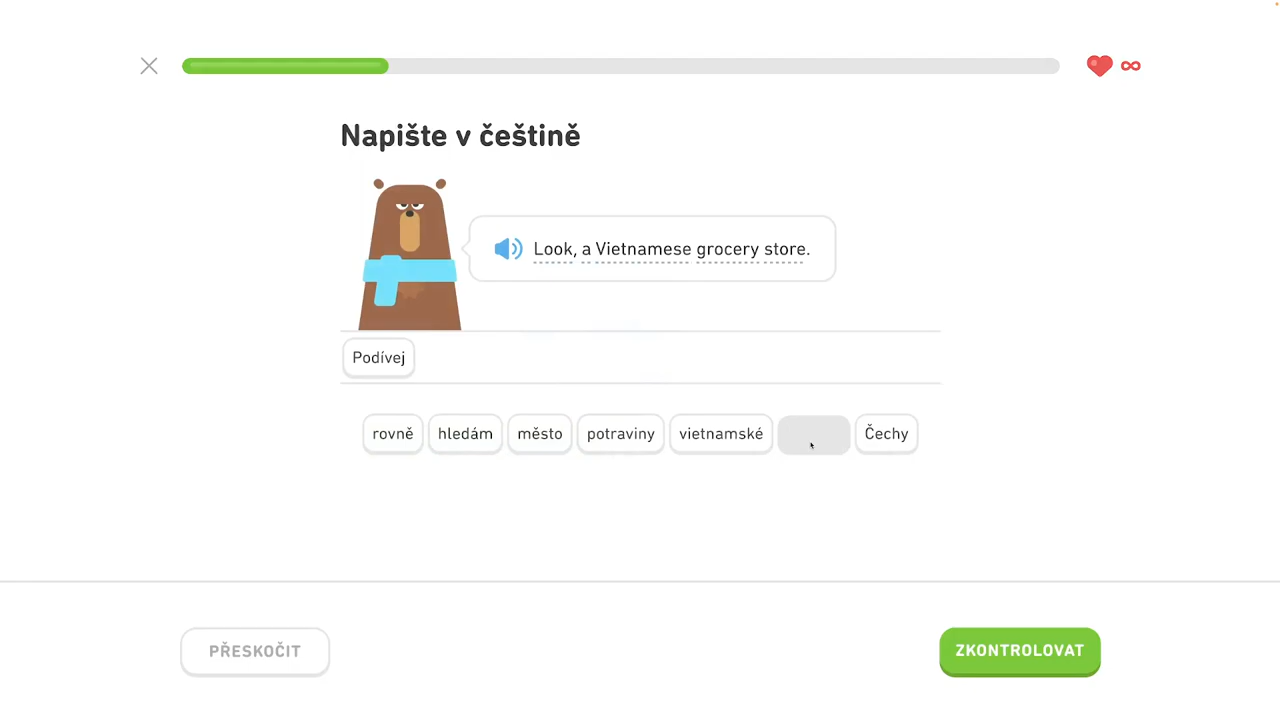 Napište v češtině
Look, a Vietnamese grocery store.
Podívej
rovně hledám město potraviny vietnamské Čechy
PŘESKOČIT ZKONTROLOVAT